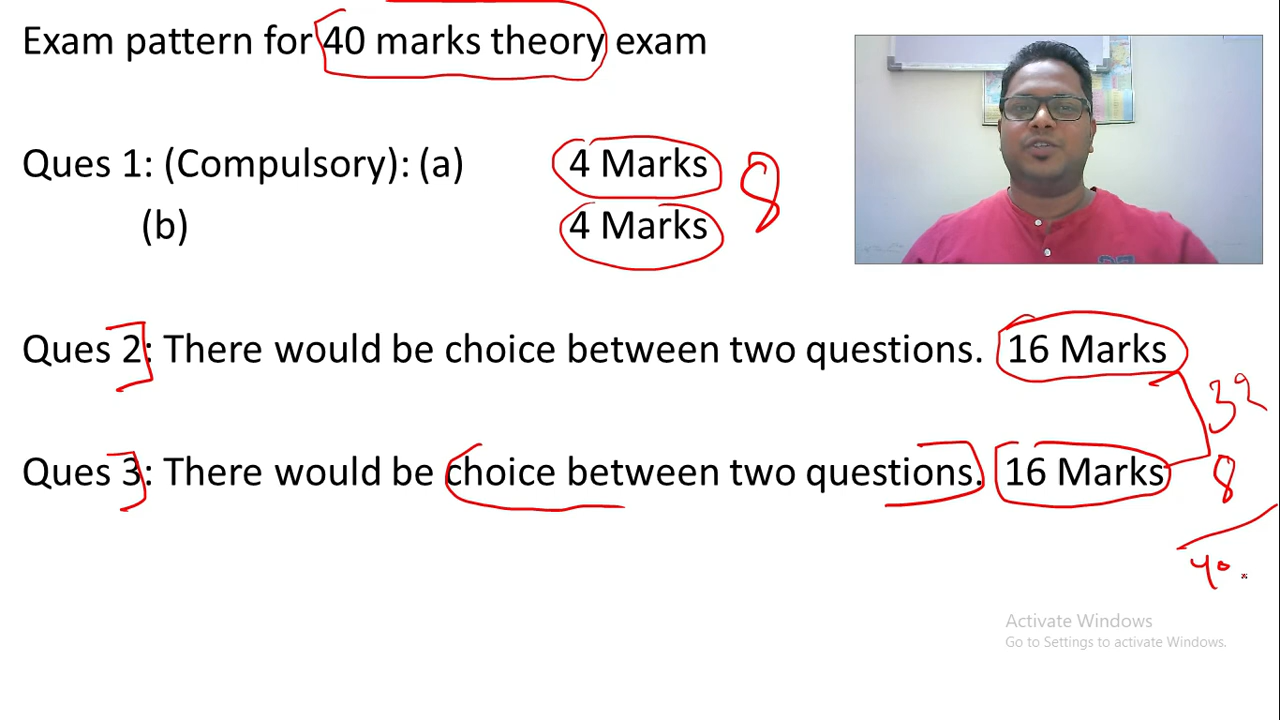 Exam pattern for 40 marks theory exam
Ques 1: (Compulsory): (a) 4 Marks
8
(b) 4 Marks
Ques 2: There would be choice between two questions. 16 Marks
32
Ques 3: There would be choice between two questions. 16 Marks
8
40
Activate Windows
Go to Settings to activate Windows.